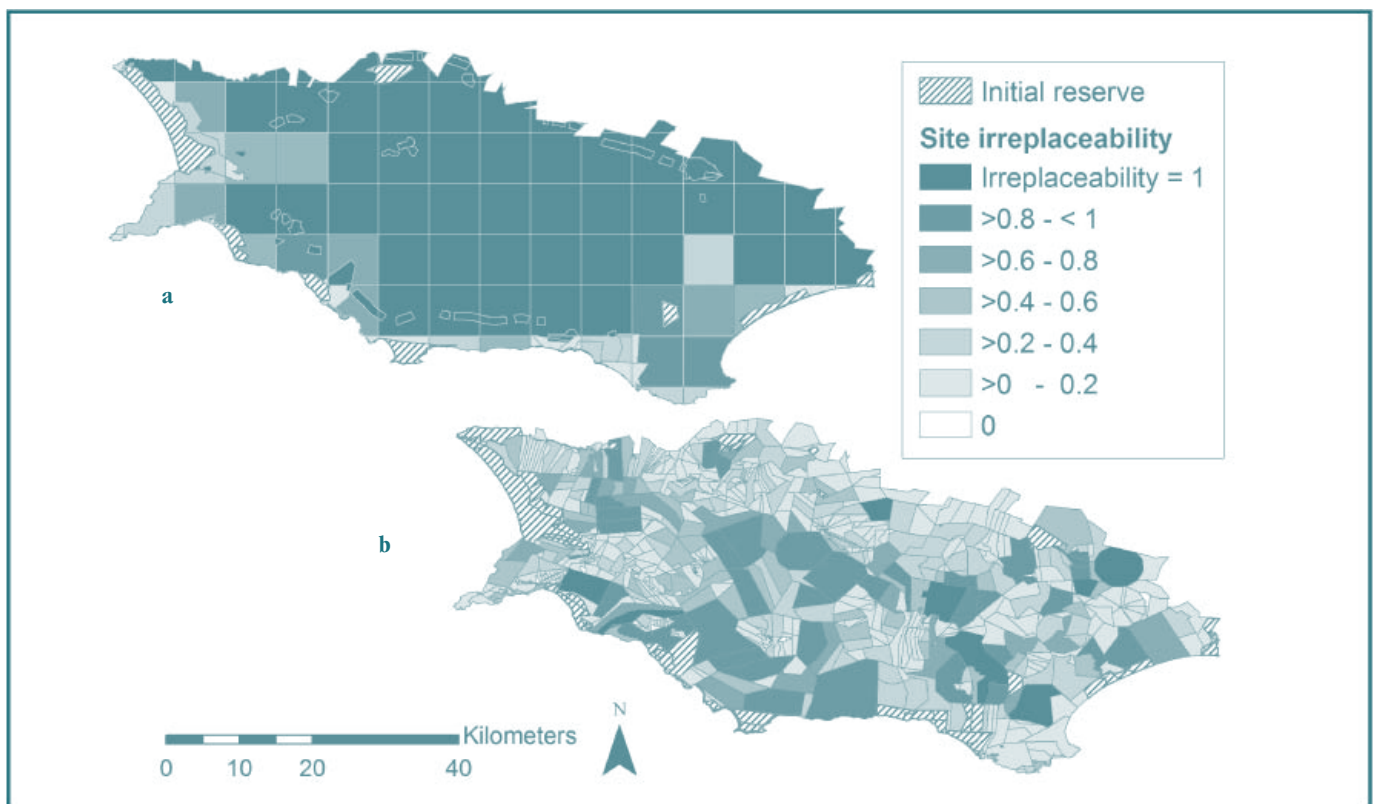 Initial reserve
Site irreplaceability
Irreplaceability = 1
>0.8 - < 1
>0.6 - 0.8
>0.4 - 0.6
>0.2 - 0.4
>0 - 0.2
0
a
b
N
Kilometers
0 10 20 40